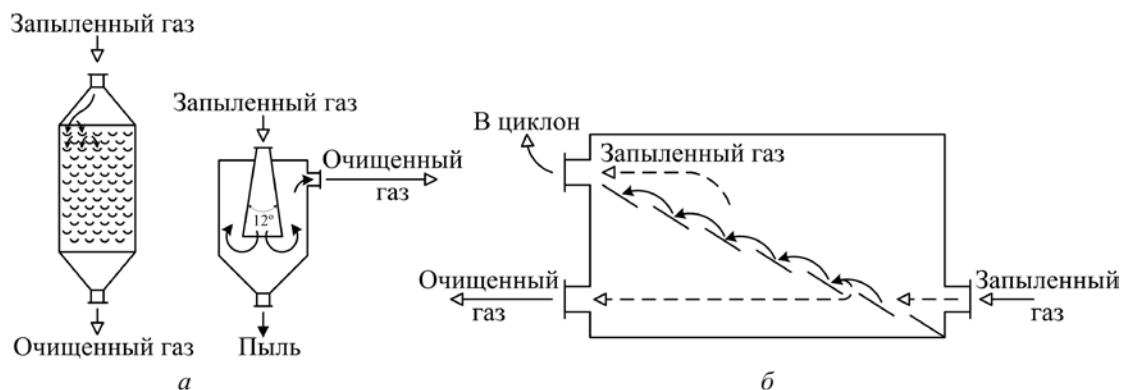 Запыленный газ
Очищенный газ
Запыленный газ
12°
Очищенный
газ
Пыль
а
В циклон
Запыленный газ
Очищенный
газ
Запыленный
газ
б